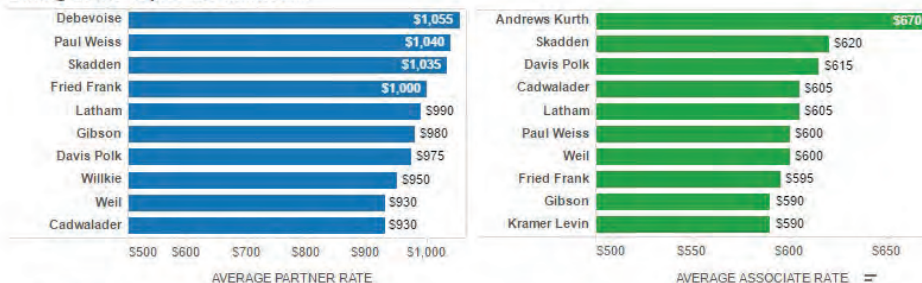 Debevoise $1,055
Paul Weiss $1,040
Skadden $1,035
Fried Frank $1,000
Latham $990
Gibson $980
Davis Polk $975
Willkie $950
Weil $930
Cadwalader $930
$500 $600 $700 $800 $900 $1,000
AVERAGE PARTNER RATE
Andrews Kurth $670
Skadden $620
Davis Polk $615
Cadwalader $605
Latham $605
Paul Weiss $600
Weil $600
Fried Frank $595
Gibson $590
Kramer Levin $590
$500 $550 $600 $650
AVERAGE ASSOCIATE RATE